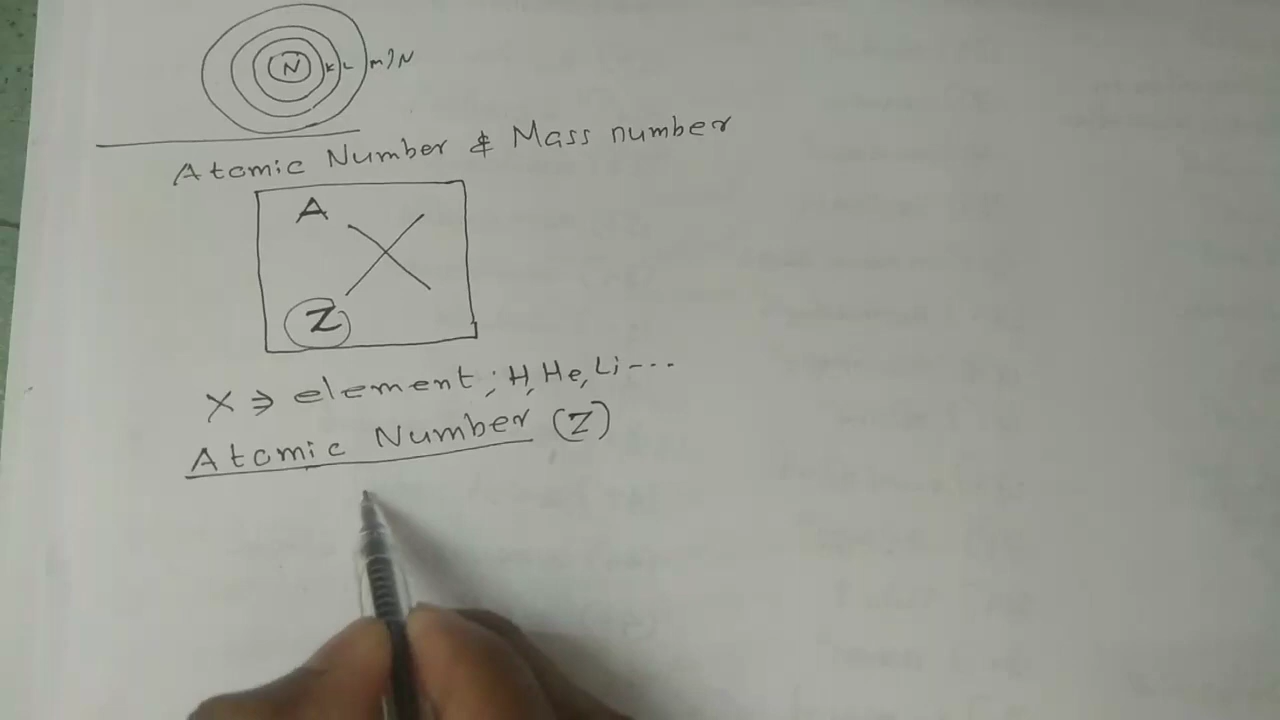 N K L M N
Atomic Number & Mass number
A
X
Z
X ⇒ element; H, He, Li ---
Atomic Number (Z)